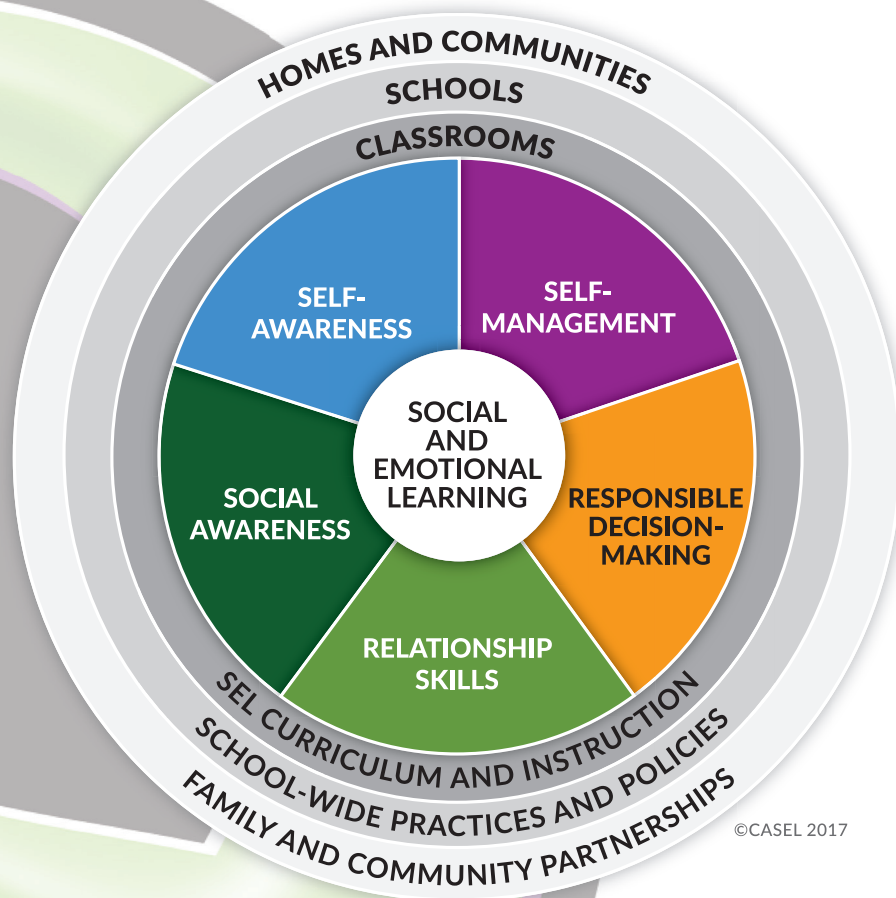 HOMES AND COMMUNITIES
SCHOOLS
CLASSROOMS
SELF-
AWARENESS
SELF-
MANAGEMENT
SOCIAL
AND
EMOTIONAL
LEARNING
SOCIAL
AWARENESS
RESPONSIBLE
DECISION-
MAKING
RELATIONSHIP
SKILLS
SEL CURRICULUM AND INSTRUCTION
SCHOOL-WIDE PRACTICES AND POLICIES
FAMILY AND COMMUNITY PARTNERSHIPS
©CASEL 2017